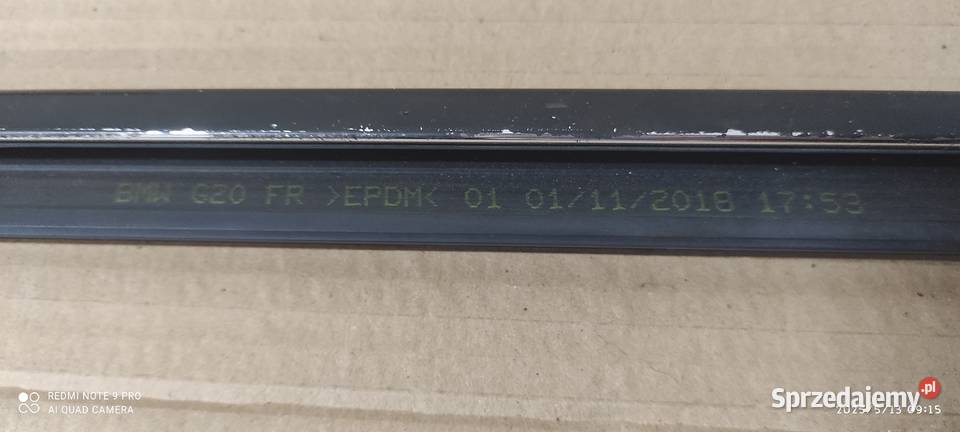 BMW G20 FR >EPDM< 01 01/11/2018 17:53
REDMI NOTE 9 PRO
AI QUAD CAMERA
Sprzedajemy.pl
2025/5/13 09:15